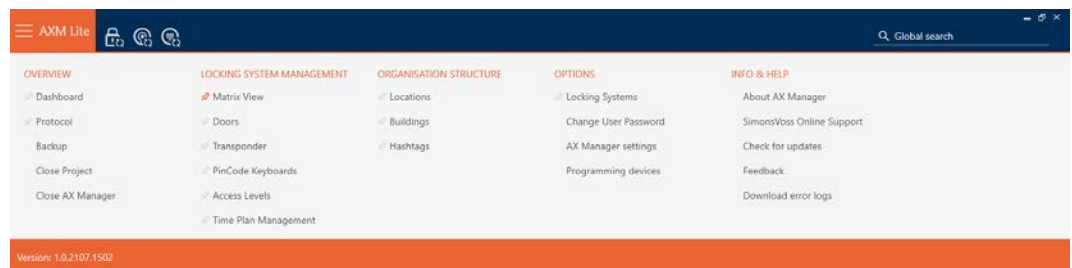 AXM Lite
Global search
OVERVIEW
Dashboard
Protocol
Backup
Close Project
Close AX Manager
LOCKING SYSTEM MANAGEMENT
Matrix View
Doors
Transponder
PinCode Keyboards
Access Levels
Time Plan Management
ORGANISATION STRUCTURE
Locations
Buildings
Hashtags
OPTIONS
Locking Systems
Change User Password
AX Manager settings
Programming devices
INFO & HELP
About AX Manager
SimonsVoss Online Support
Check for updates
Feedback
Download error logs
Version: 1.0.2107.1502